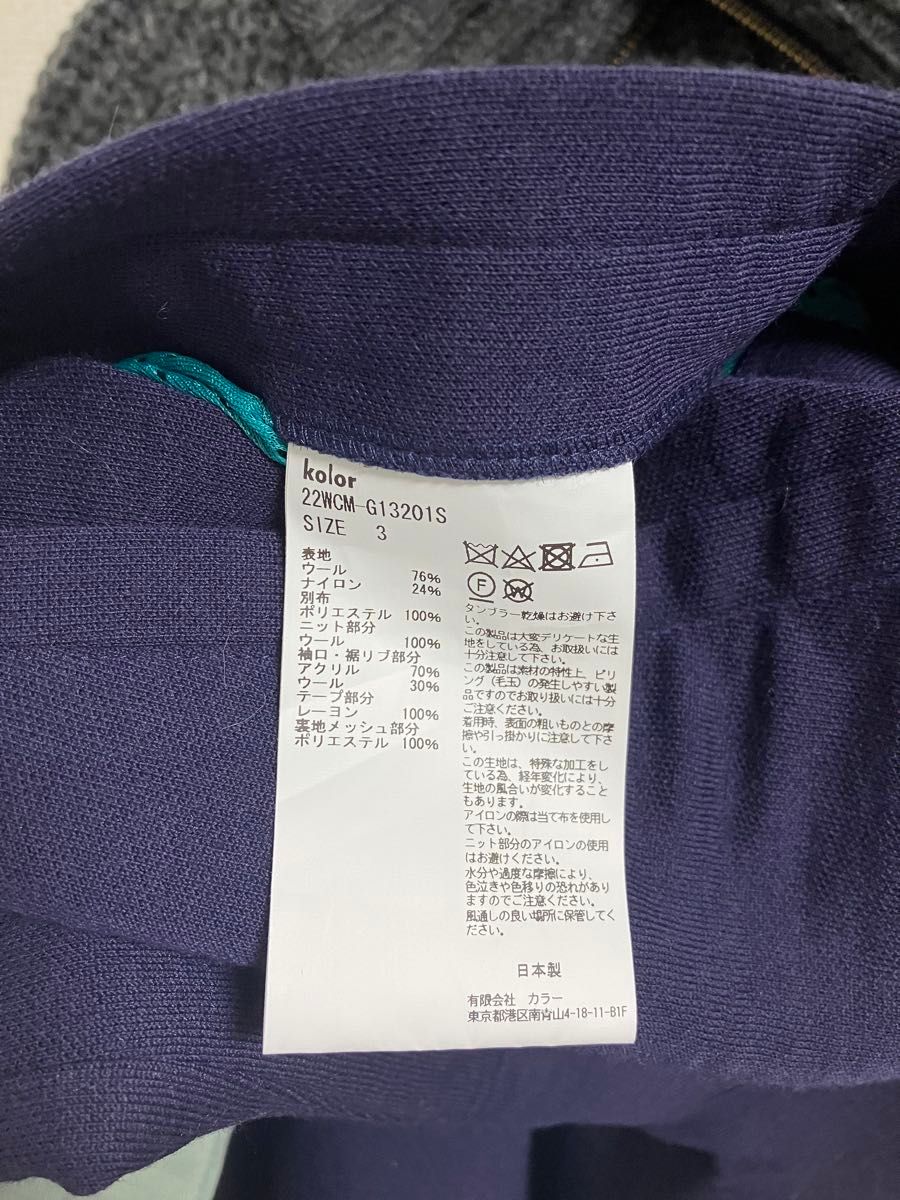 kolor
22WCM-G13201S
SIZE 3
表地
ウール 76%
ナイロン 24%
別布
ポリエステル 100%
ニット部分
ウール 100%
袖口・裾リブ部分
アクリル 70%
ウール 30%
テープ部分
レーヨン 100%
裏地メッシュ部分
ポリエステル 100%
F
W
タンブラー乾燥はお避け下さ
い。
この製品は大変デリケートな生
地をしている為、お取扱いには
十分注意して下さい。
この製品は素材の特性上、ピリ
ング（毛玉）の発生しやすい製
品ですのでお取り扱いには十分
ご注意ください。
着用時、表面の粗いものとの摩
擦や引っ掛かりに注意して下さ
い。
この生地は、特殊な加工をし
ている為、経年変化により、
生地の風合いが変化すること
もあります。
アイロンの際は当て布を使用し
て下さい。
ニット部分のアイロンの使用
はお避けください。
水分や過度な摩擦により、
色泣きや色移りの恐れがあり
ますのでご注意ください。
風通しの良い場所に保管してく
ださい。
日本製
有限会社 カラー
東京都港区南青山4-18-11-B1F